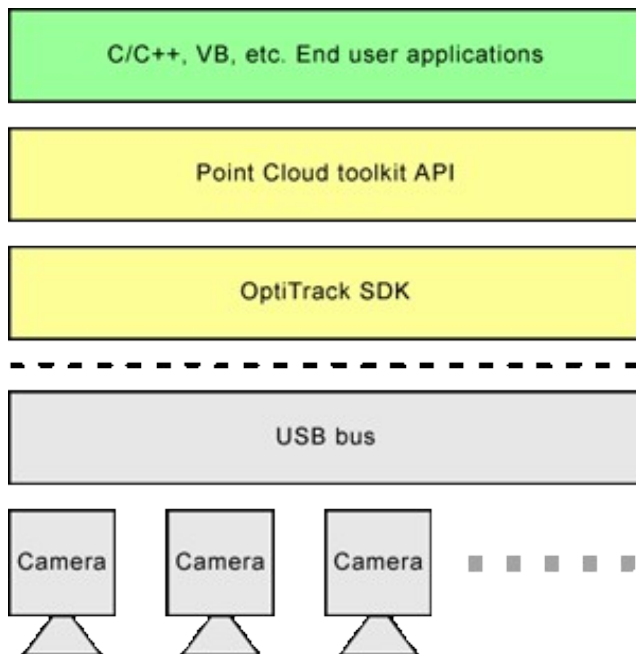 C/C++, VB, etc. End user applications
Point Cloud toolkit API
OptiTrack SDK
USB bus
Camera
Camera
Camera